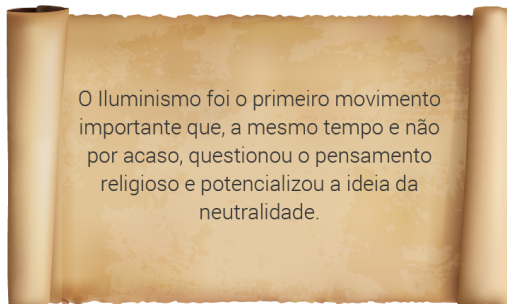 O Iluminismo foi o primeiro movimento
importante que, a mesmo tempo e não
por acaso, questionou o pensamento
religioso e potencializou a ideia da
neutralidade.